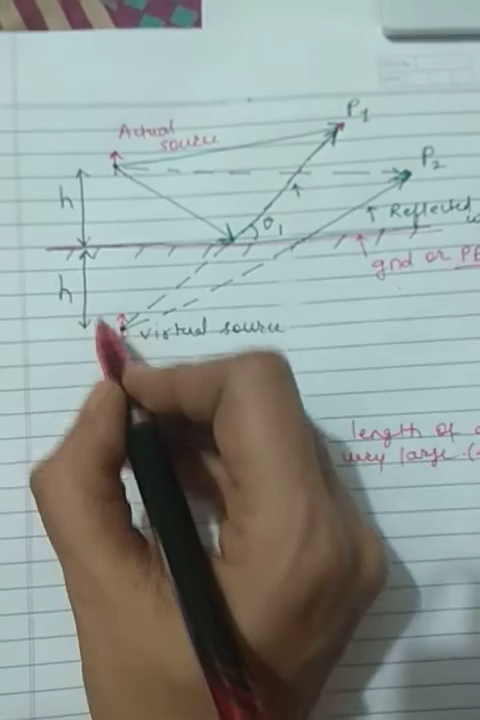 P1
Actual
source
P2
h
θ1
Reflected
gnd or
h
virtual source
length of
very large.